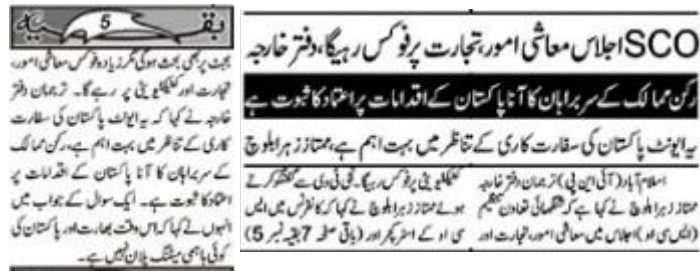 SCO اجلاس معاشی امور، تجارت پر فوکس رہیگا، دفتر خارجہ
رکن ممالک کے سربراہان کا آنا پاکستان کے اقدامات پر اعتماد کا ثبوت ہے
یہ ایونٹ پاکستان کی سفارت کاری کے تناظر میں بہت اہم ہے، ممتاز زہرا بلوچ
اسلام آباد (آئی این پی) ترجمان دفتر خارجہ
ممتاز زہرا بلوچ نے کہا ہے کہ شنگھائی تعاون تنظیم
(ایس سی او) اجلاس میں معاشی امور، تجارت اور
کنیکٹیویٹی پر فوکس رہیگا۔ نجی ٹی وی سے گفتگو کرتے
ہوئے ممتاز زہرا بلوچ نے کہا کہ کانفرنس میں ایس
سی او کے اسٹرکچر اور (باقی صفحہ 7 بقیہ نمبر 5)
بقیہ 5
بجٹ پر بھی بحث ہوگی مگر زیادہ فوکس معاشی امور،
تجارت اور کنیکٹیویٹی پر رہے گا۔ ترجمان دفتر
خارجہ نے کہا کہ یہ ایونٹ پاکستان کی سفارت
کاری کے تناظر میں بہت اہم ہے، رکن ممالک
کے سربراہان کا آنا پاکستان کے اقدامات پر
اعتماد کا ثبوت ہے۔ ایک سوال کے جواب میں
انہوں نے کہا کہ اس وقت بھارت اور پاکستان کی
کوئی باہمی میٹنگ پلان نہیں ہے۔